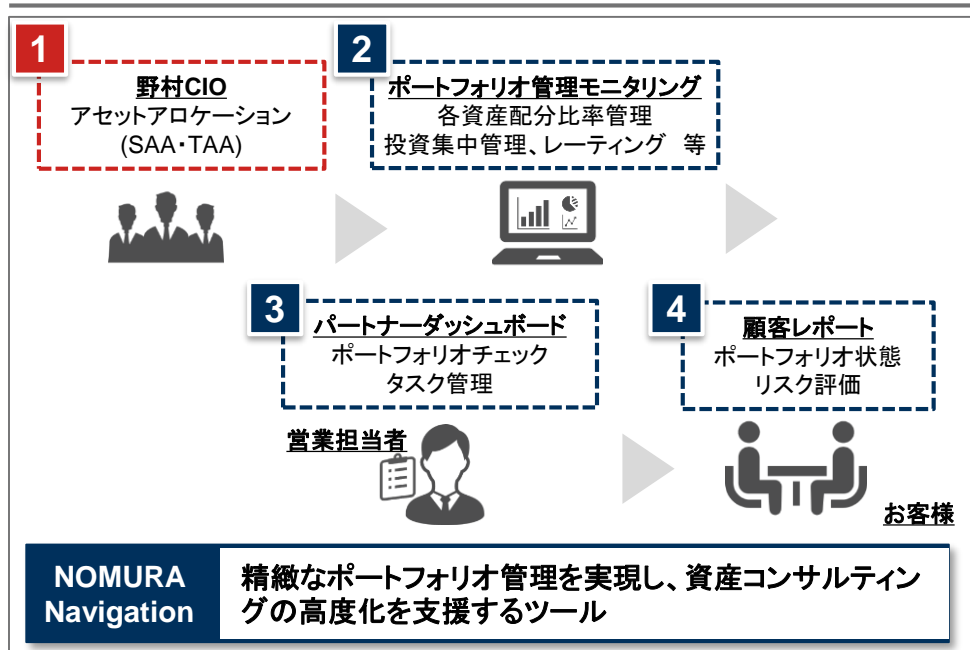 1
野村CIO
アセットアロケーション
(SAA・TAA)
2
ポートフォリオ管理モニタリング
各資産配分比率管理
投資集中管理、レーティング 等
3
パートナーダッシュボード
ポートフォリオチェック
タスク管理
営業担当者
4
顧客レポート
ポートフォリオ状態
リスク評価
お客様
NOMURA
Navigation
精緻なポートフォリオ管理を実現し、資産コンサルティン
グの高度化を支援するツール